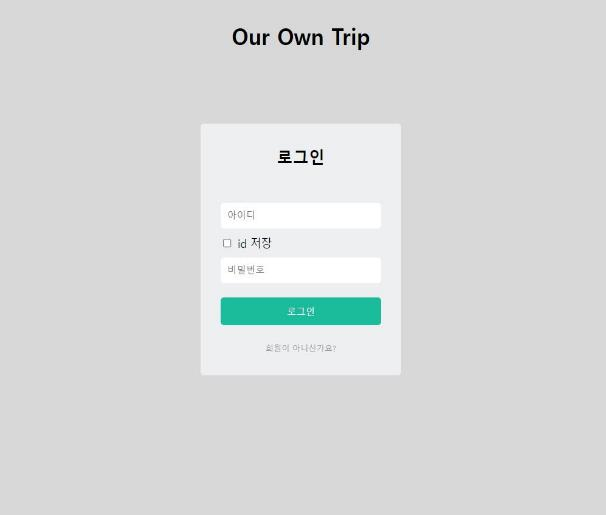 Our Own Trip
로그인
아이디
id 저장
비밀번호
로그인
회원이 아니신가요?